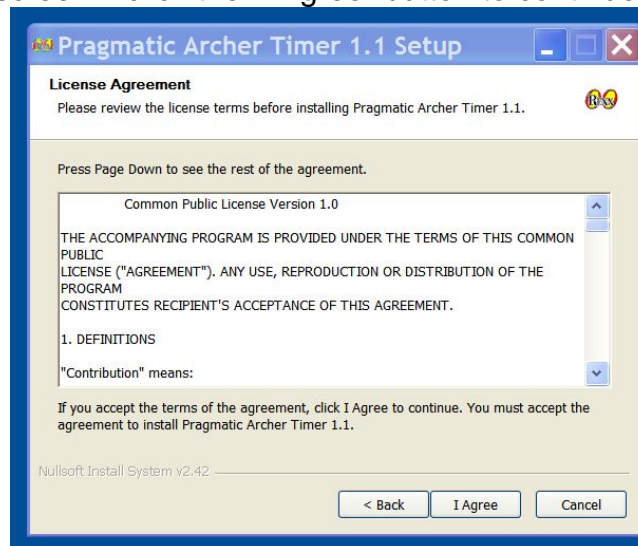 Pragmatic Archer Timer 1.1 Setup
License Agreement
Please review the license terms before installing Pragmatic Archer Timer 1.1.
Press Page Down to see the rest of the agreement.
Common Public License Version 1.0
THE ACCOMPANYING PROGRAM IS PROVIDED UNDER THE TERMS OF THIS COMMON
PUBLIC
LICENSE ("AGREEMENT"). ANY USE, REPRODUCTION OR DISTRIBUTION OF THE
PROGRAM
CONSTITUTES RECIPIENT'S ACCEPTANCE OF THIS AGREEMENT.
1. DEFINITIONS
"Contribution" means:
If you accept the terms of the agreement, click I Agree to continue. You must accept the
agreement to install Pragmatic Archer Timer 1.1.
Nullsoft Install System v2.42
< Back I Agree Cancel